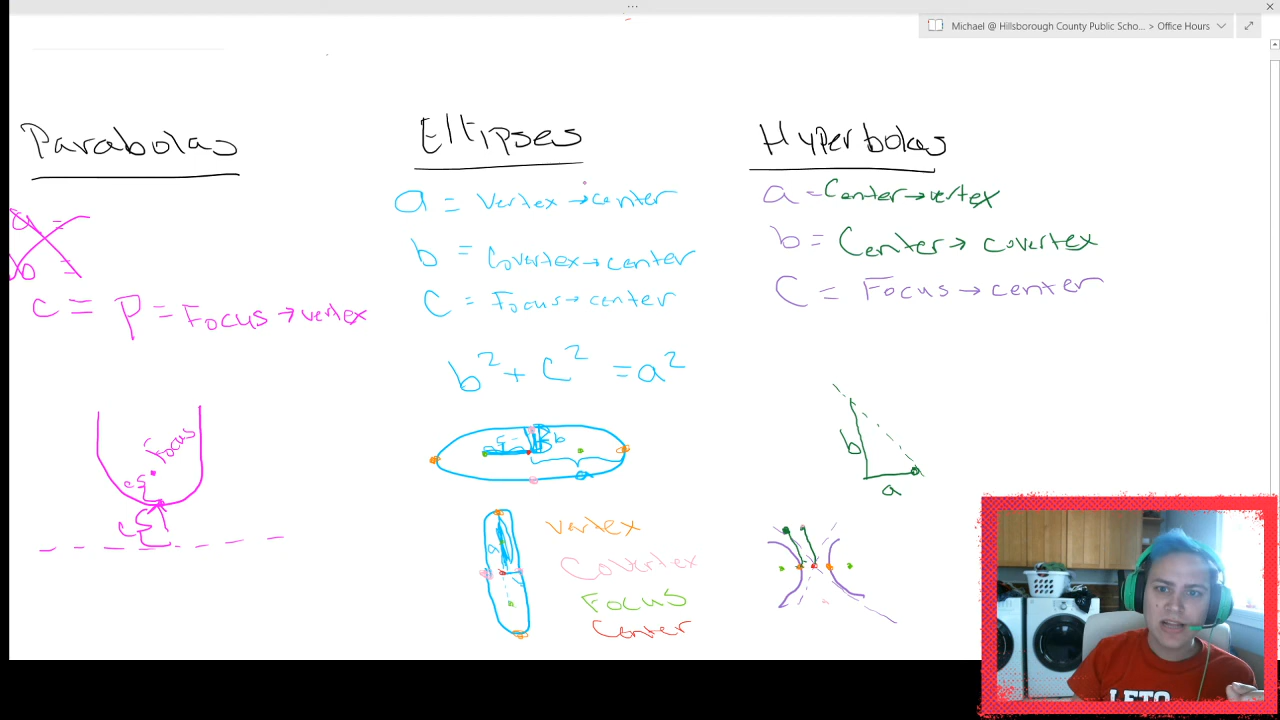 Michael @ Hillsborough County Public Scho... > Office Hours
Parabolas
a =
b =
c = P = Focus → vertex
Focus
c
c
Ellipses
a = Vertex → center
b = Covertex → center
C = Focus → center
b² + c² = a²
c
b
a
a
vertex
Covertex
Focus
Center
Hyperbolas
a = Center → vertex
b = Center → covertex
C = Focus → center
b
a
LETO